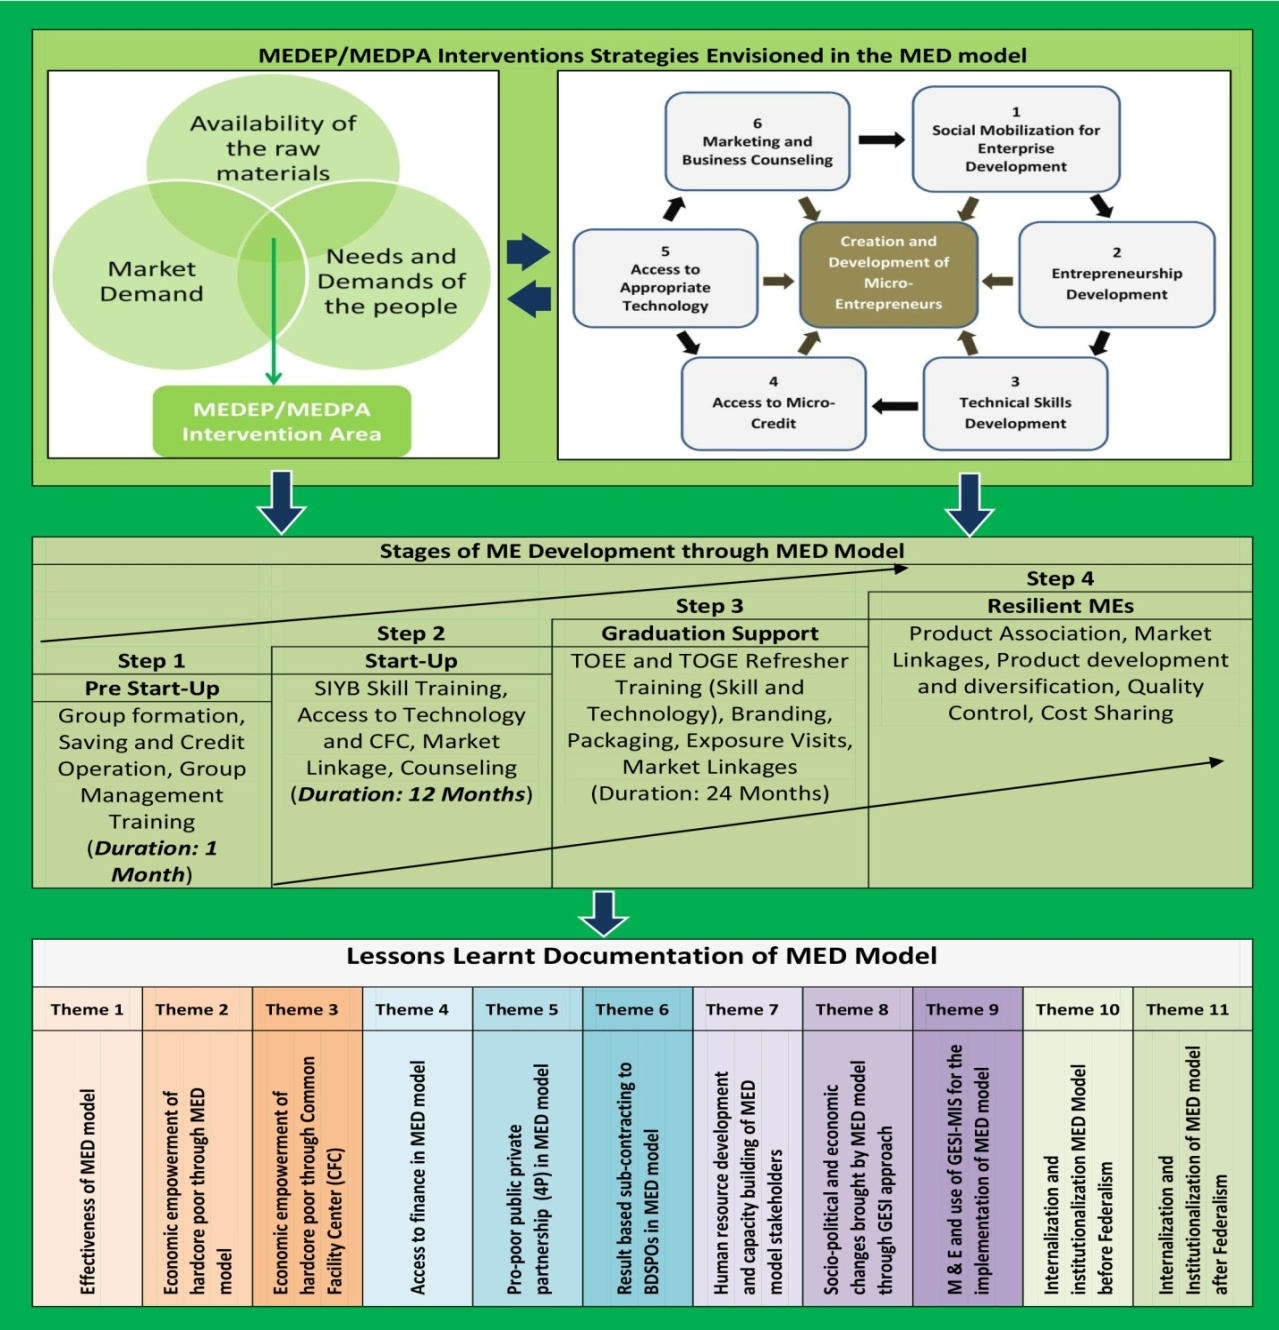 MEDEP/MEDPA Interventions Strategies Envisioned in the MED model
Availability of
the raw
materials
Market
Demand
Needs and
Demands of
the people
MEDEP/MEDPA
Intervention Area
6
Marketing and
Business Counseling
1
Social Mobilization for
Enterprise
Development
5
Access to
Appropriate
Technology
Creation and
Development of
Micro-
Entrepreneurs
2
Entrepreneurship
Development
4
Access to Micro-
Credit
3
Technical Skills
Development
Stages of ME Development through MED Model
Step 1
Pre Start-Up
Group formation,
Saving and Credit
Operation, Group
Management
Training
(Duration: 1
Month)
Step 2
Start-Up
SIYB Skill Training,
Access to Technology
and CFC, Market
Linkage, Counseling
(Duration: 12 Months)
Step 3
Graduation Support
TOEE and TOGE Refresher
Training (Skill and
Technology), Branding,
Packaging, Exposure Visits,
Market Linkages
(Duration: 24 Months)
Step 4
Resilient MEs
Product Association, Market
Linkages, Product development
and diversification, Quality
Control, Cost Sharing
Lessons Learnt Documentation of MED Model
Theme 1
Effectiveness of MED model
Theme 2
Economic empowerment of
hardcore poor through MED
model
Theme 3
Economic empowerment of
hardcore poor through Common
Facility Center (CFC)
Theme 4
Access to finance in MED model
Theme 5
Pro-poor public private
partnership (4P) in MED model
Theme 6
Result based sub-contracting to
BDSPOs in MED model
Theme 7
Human resource development
and capacity building of MED
model stakeholders
Theme 8
Socio-political and economic
changes brought by MED model
through GESI approach
Theme 9
M & E and use of GESI-MIS for the
implementation of MED model
Theme 10
Internalization and
institutionalization MED Model
before Federalism
Theme 11
Internalization and
Institutionalization of MED model
after Federalism